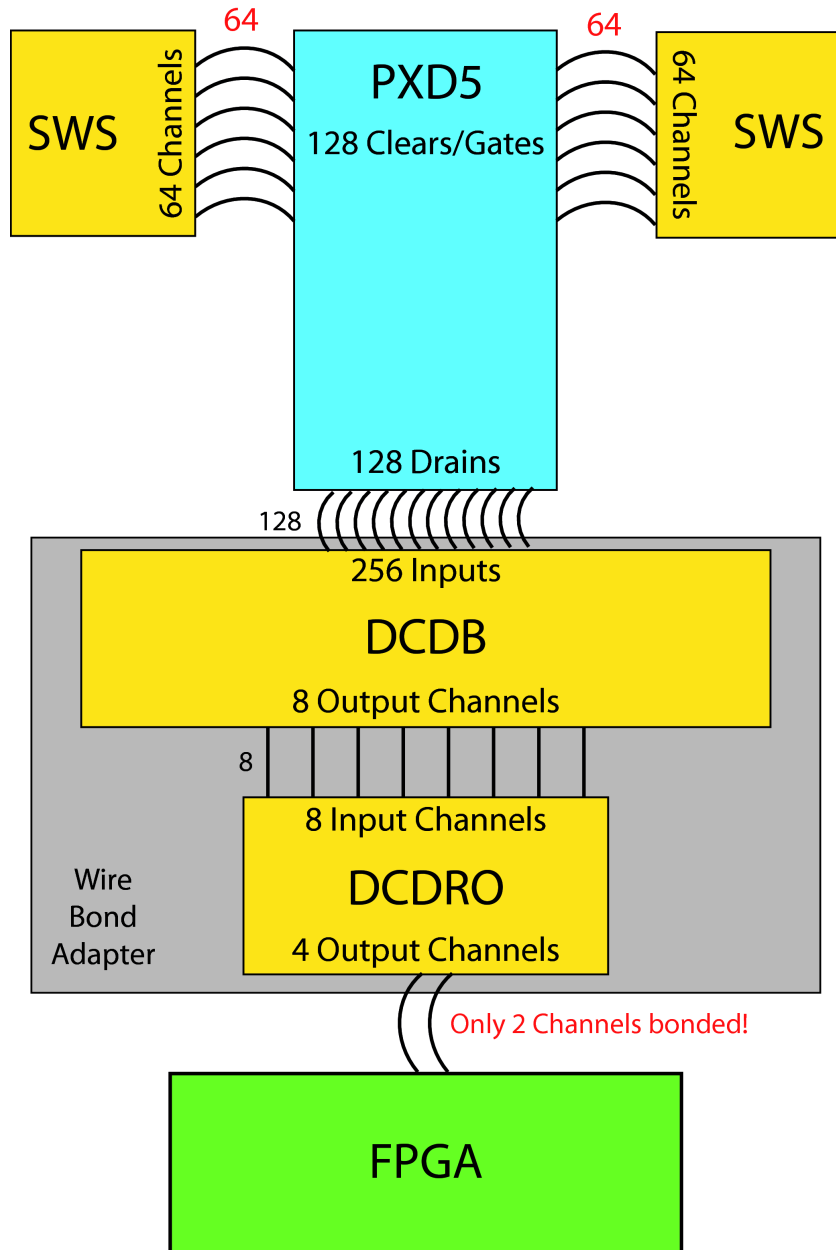 64
64
SWS
64 Channels
PXD5
128 Clears/Gates
64 Channels
SWS
128 Drains
128
256 Inputs
DCDB
8 Output Channels
8
8 Input Channels
DCDRO
4 Output Channels
Wire
Bond
Adapter
Only 2 Channels bonded!
FPGA